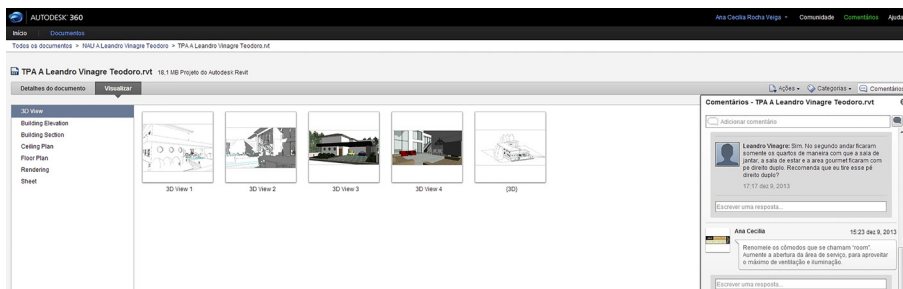 AUTODESK® 360
Ana Cecilia Rocha Veiga
Comunidade
Comentários
Ajuda
Início
Documentos
Todos os documentos > NAU A Leandro Vinagre Teodoro > TPA A Leandro Vinagre Teodoro.rvt
TPA A Leandro Vinagre Teodoro.rvt 18,1 MB Projeto do Autodesk Revit
Detalhes do documento
Visualizar
Ações
Categorias
Comentários
3D View
Building Elevation
Building Section
Ceiling Plan
Floor Plan
Rendering
Sheet
3D View 1
3D View 2
3D View 3
3D View 4
{3D}
Comentários - TPA A Leandro Vinagre Teodoro.rvt
Adicionar comentário
Leandro Vinagre: Sim. No segundo andar ficaram
somente os quartos de maneira com que a sala de
jantar, a sala de estar e a area gourmet ficaram com
pe direito duplo. Recomenda que eu tire esse pé
direito duplo?
17:17 dez 9, 2013
Escrever uma resposta...
Ana Cecilia
15:23 dez 9, 2013
Renomeie os cômodos que se chamam "room".
Aumente a abertura da área de serviço, para aproveitar
o máximo de ventilação e iluminação.
Escrever uma resposta...